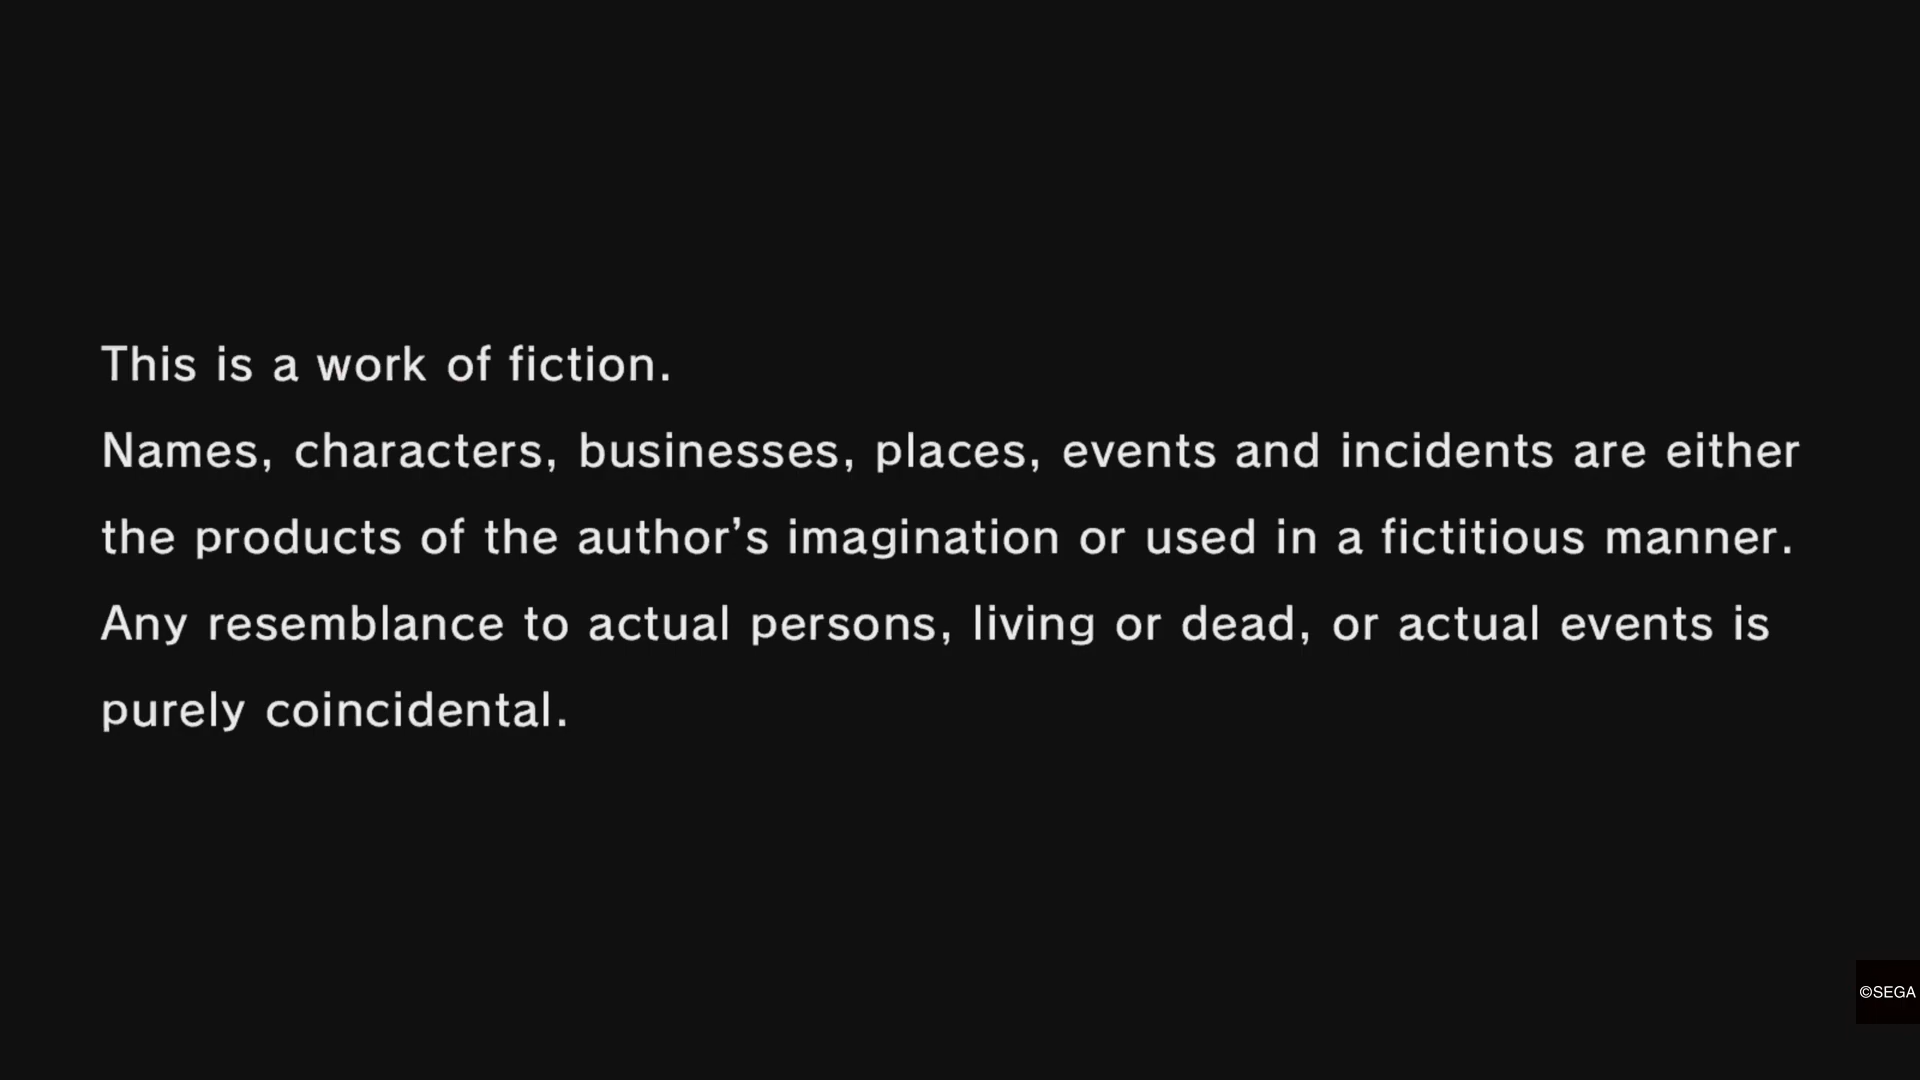 This is a work of fiction.
Names, characters, businesses, places, events and incidents are either
the products of the author’s imagination or used in a fictitious manner.
Any resemblance to actual persons, living or dead, or actual events is
purely coincidental.
©SEGA